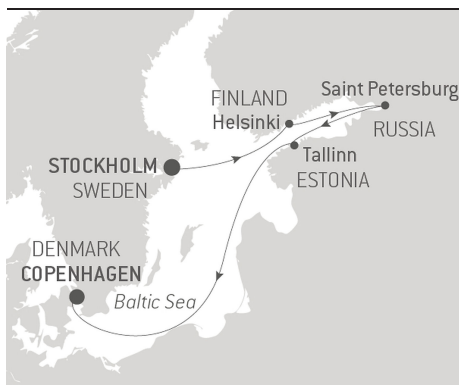 Saint Petersburg
FINLAND
Helsinki
RUSSIA
Tallinn
ESTONIA
STOCKHOLM
SWEDEN
DENMARK
COPENHAGEN
Baltic Sea